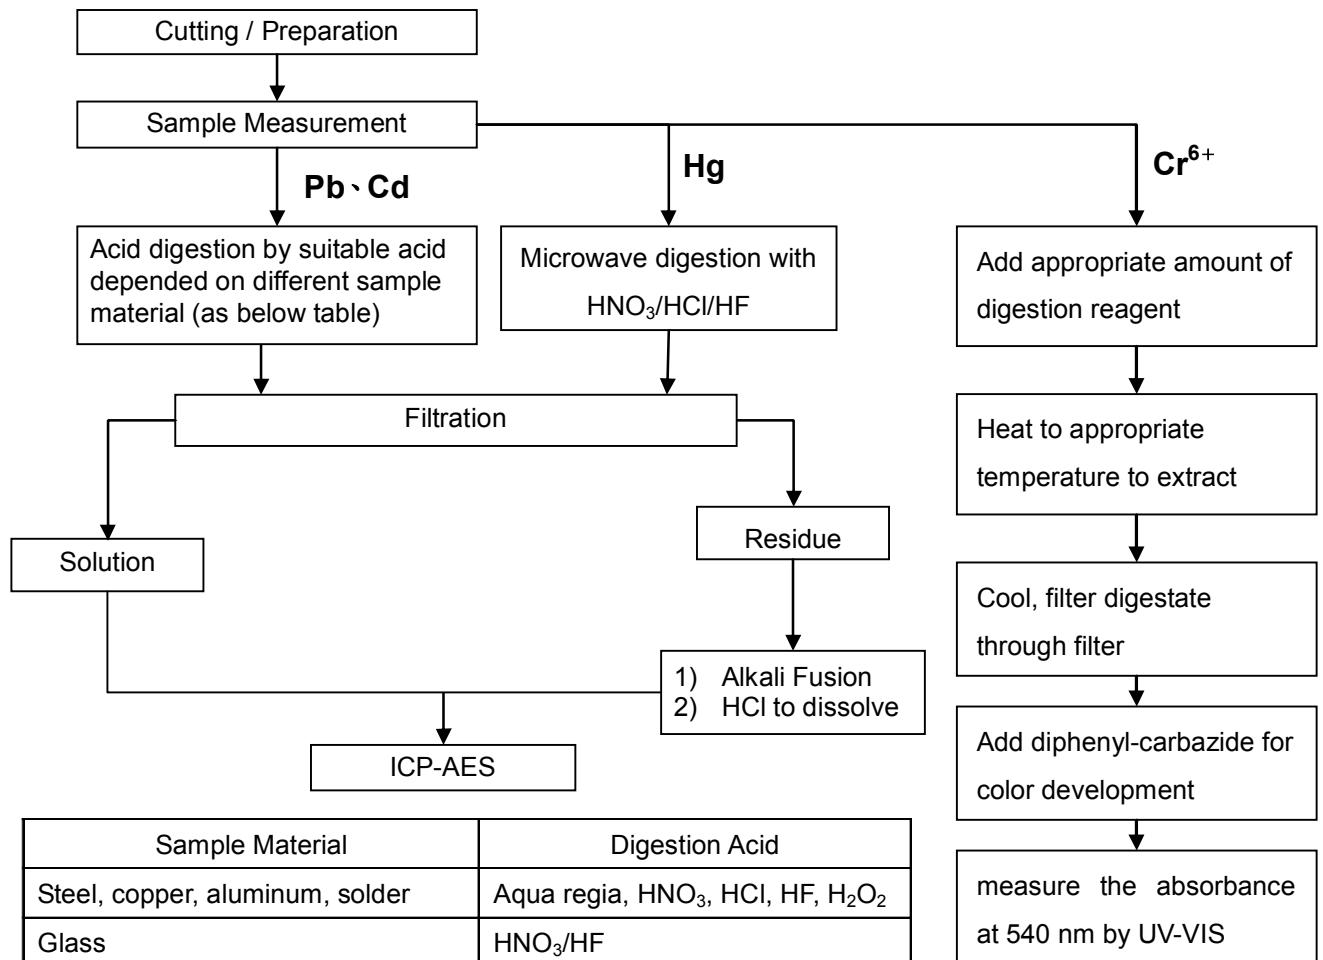 Cutting / Preparation
Sample Measurement
Pb、Cd
Hg
Cr⁶⁺
Acid digestion by suitable acid
depended on different sample
material (as below table)
Microwave digestion with
HNO₃/HCl/HF
Add appropriate amount of
digestion reagent
Filtration
Heat to appropriate
temperature to extract
Solution
Residue
Cool, filter digestate
through filter
1) Alkali Fusion
2) HCl to dissolve
ICP-AES
Add diphenyl-carbazide for
color development
Sample Material Digestion Acid
Steel, copper, aluminum, solder Aqua regia, HNO₃, HCl, HF, H₂O₂
Glass HNO₃/HF
measure the absorbance
at 540 nm by UV-VIS